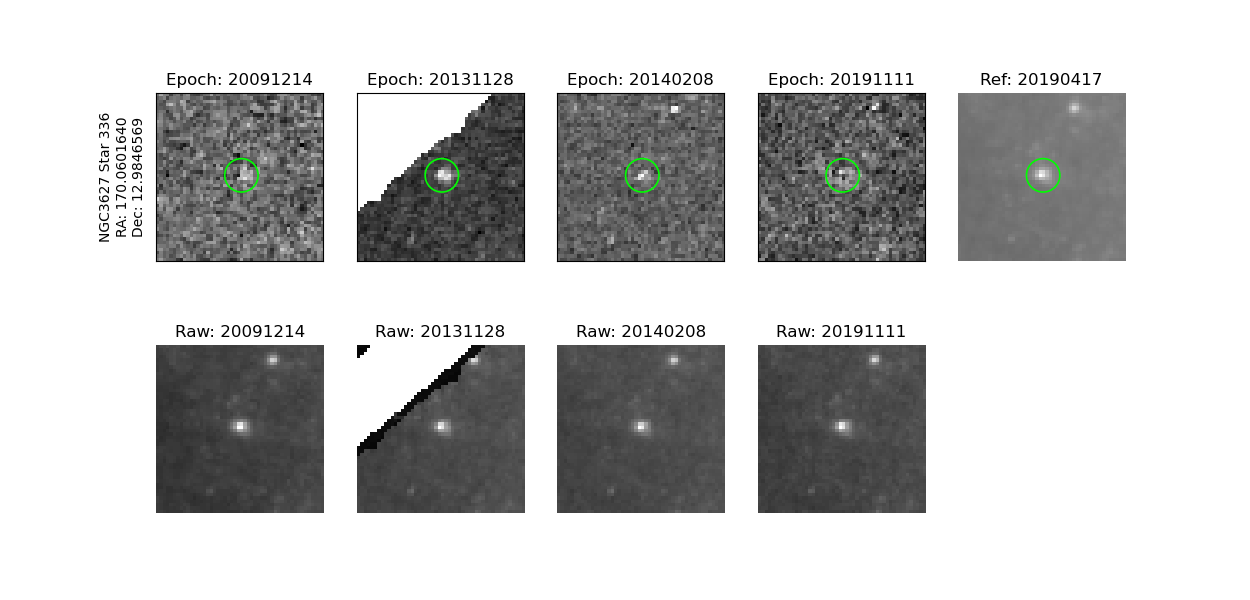 Epoch: 20091214
Epoch: 20131128
Epoch: 20140208
Epoch: 20191111
Ref: 20190417
NGC3627 Star 336
RA: 170.0601640
Dec: 12.9846569
Raw: 20091214
Raw: 20131128
Raw: 20140208
Raw: 20191111